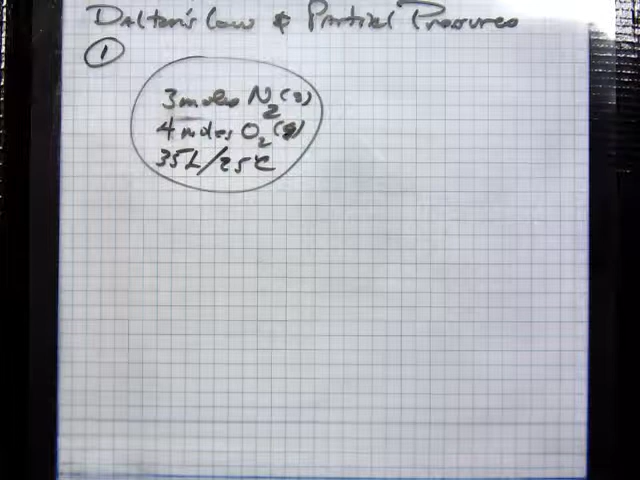 Dalton's Law & Partial Pressures
①
3 moles N₂(g)
4 moles O₂(g)
35L/25°C